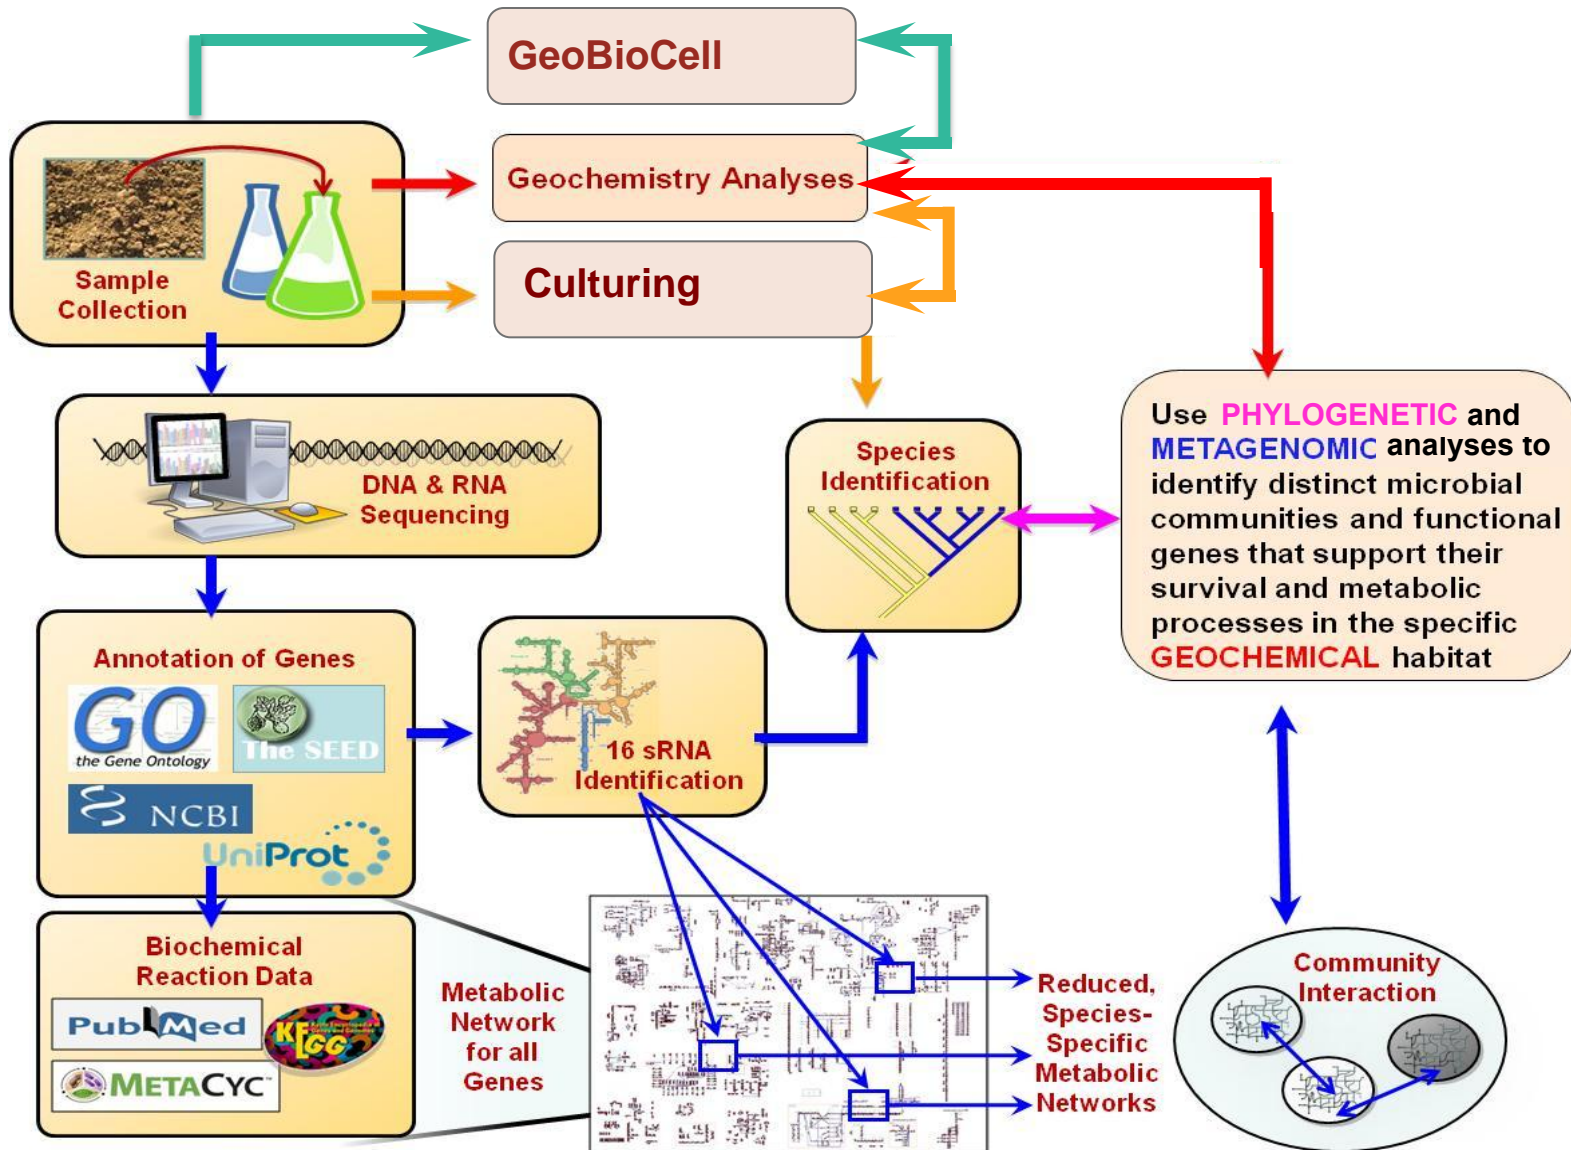 GeoBioCell
Geochemistry Analyses
Culturing
Sample
Collection
DNA & RNA
Sequencing
Species
Identification
Use PHYLOGENETIC and
METAGENOMIC analyses to
identify distinct microbial
communities and functional
genes that support their
survival and metabolic
processes in the specific
GEOCHEMICAL habitat
Annotation of Genes
GO
the Gene Ontology
The SEED
NCBI
UniProt
16 sRNA
Identification
Biochemical
Reaction Data
PubMed
KEGG
METACYC
Metabolic
Network
for all
Genes
Reduced,
Species-
Specific
Metabolic
Networks
Community
Interaction